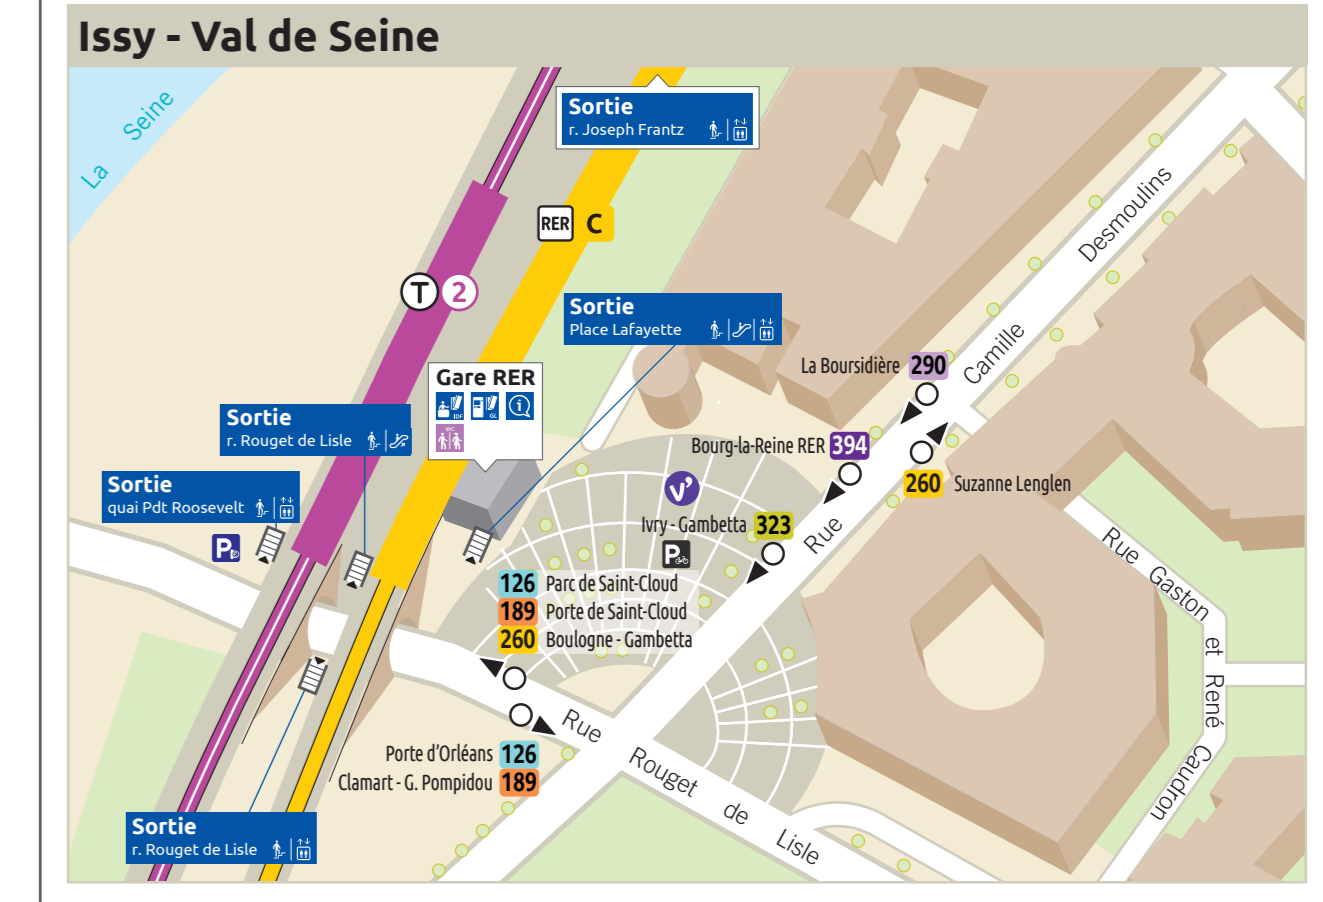 Issy - Val de Seine
La Seine
Sortie
r. Joseph Frantz
RER C
T 2
Sortie
Place Lafayette
Gare RER
IDF
GL
i
WC
Sortie
r. Rouget de Lisle
Sortie
quai Pdt Roosevelt
P
La Boursidière 290
Bourg-la-Reine RER 394
260 Suzanne Lenglen
V'
Ivry - Gambetta 323
P
126 Parc de Saint-Cloud
189 Porte de Saint-Cloud
260 Boulogne - Gambetta
Porte d'Orléans 126
Clamart - G. Pompidou 189
Sortie
r. Rouget de Lisle
Rue Camille Desmoulins
Rue Gaston et René Caudron
Rue Rouget de Lisle